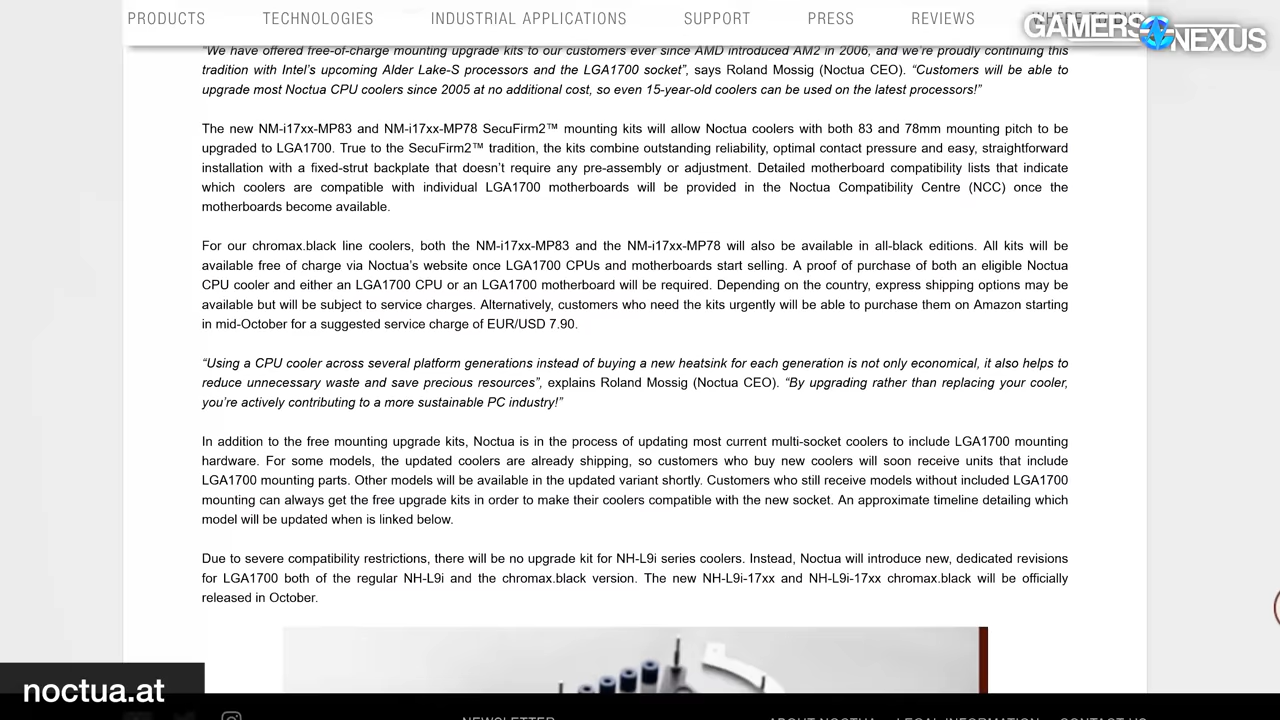 PRODUCTS TECHNOLOGIES INDUSTRIAL APPLICATIONS SUPPORT PRESS REVIEWS WHERE TO BUY
GAMERS NEXUS
“We have offered free-of-charge mounting upgrade kits to our customers ever since AMD introduced AM2 in 2006, and we’re proudly continuing this
tradition with Intel’s upcoming Alder Lake-S processors and the LGA1700 socket”, says Roland Mossig (Noctua CEO). “Customers will be able to
upgrade most Noctua CPU coolers since 2005 at no additional cost, so even 15-year-old coolers can be used on the latest processors!”
The new NM-i17xx-MP83 and NM-i17xx-MP78 SecuFirm2™ mounting kits will allow Noctua coolers with both 83 and 78mm mounting pitch to be
upgraded to LGA1700. True to the SecuFirm2™ tradition, the kits combine outstanding reliability, optimal contact pressure and easy, straightforward
installation with a fixed-strut backplate that doesn’t require any pre-assembly or adjustment. Detailed motherboard compatibility lists that indicate
which coolers are compatible with individual LGA1700 motherboards will be provided in the Noctua Compatibility Centre (NCC) once the
motherboards become available.
For our chromax.black line coolers, both the NM-i17xx-MP83 and the NM-i17xx-MP78 will also be available in all-black editions. All kits will be
available free of charge via Noctua’s website once LGA1700 CPUs and motherboards start selling. A proof of purchase of both an eligible Noctua
CPU cooler and either an LGA1700 CPU or an LGA1700 motherboard will be required. Depending on the country, express shipping options may be
available but will be subject to service charges. Alternatively, customers who need the kits urgently will be able to purchase them on Amazon starting
in mid-October for a suggested service charge of EUR/USD 7.90.
“Using a CPU cooler across several platform generations instead of buying a new heatsink for each generation is not only economical, it also helps to
reduce unnecessary waste and save precious resources”, explains Roland Mossig (Noctua CEO). “By upgrading rather than replacing your cooler,
you’re actively contributing to a more sustainable PC industry!”
In addition to the free mounting upgrade kits, Noctua is in the process of updating most current multi-socket coolers to include LGA1700 mounting
hardware. For some models, the updated coolers are already shipping, so customers who buy new coolers will soon receive units that include
LGA1700 mounting parts. Other models will be available in the updated variant shortly. Customers who still receive models without included LGA1700
mounting can always get the free upgrade kits in order to make their coolers compatible with the new socket. An approximate timeline detailing which
model will be updated when is linked below.
Due to severe compatibility restrictions, there will be no upgrade kit for NH-L9i series coolers. Instead, Noctua will introduce new, dedicated revisions
for LGA1700 both of the regular NH-L9i and the chromax.black version. The new NH-L9i-17xx and NH-L9i-17xx chromax.black will be officially
released in October.
noctua.at
NEWSLETTER ABOUT NOCTUA LEGAL INFORMATION CONTACT US